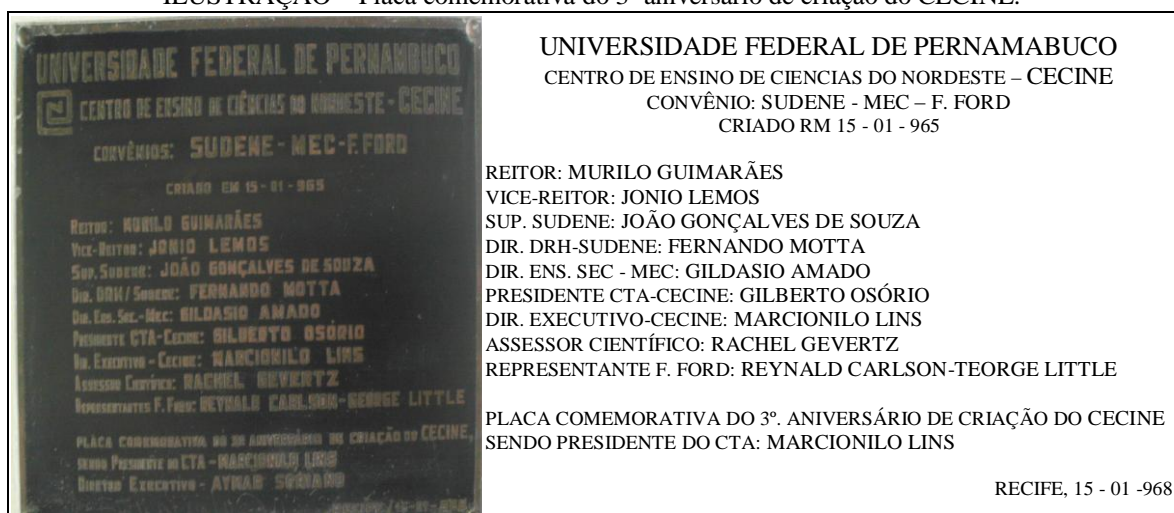 ILUSTRAÇÃO – Placa comemorativa do 3º aniversário de criação do CECINE.
UNIVERSIDADE FEDERAL DE PERNAMBUCO
CENTRO DE ENSINO DE CIÊNCIAS DO NORDESTE - CECINE
CONVÊNIOS: SUDENE - MEC - F. FORD
CRIADO EM 15 - 01 - 965
REITOR: MURILO GUIMARÃES
VICE-REITOR: JONIO LEMOS
SUP. SUDENE: JOÃO GONÇALVES DE SOUZA
DIR. DRH/SUDENE: FERNANDO MOTTA
DIR. ENS. SEC.-MEC: GILDASIO AMADO
PRESIDENTE CTA-CECINE: GILBERTO OSÓRIO
DIR. EXECUTIVO - CECINE: MARCIONILO LINS
ASSESSOR CIENTÍFICO: RACHEL GEVERTZ
REPRESENTANTES F. FORD: REYNALD CARLSON - GEORGE LITTLE
PLACA COMEMORATIVA DO 3º ANIVERSÁRIO DE CRIAÇÃO DO CECINE,
SENDO PRESIDENTE DO CTA - MARCIONILO LINS
DIRETOR EXECUTIVO - AYMAR SORIANO
UNIVERSIDADE FEDERAL DE PERNAMABUCO
CENTRO DE ENSINO DE CIENCIAS DO NORDESTE – CECINE
CONVÊNIO: SUDENE - MEC – F. FORD
CRIADO RM 15 - 01 - 965
REITOR: MURILO GUIMARÃES
VICE-REITOR: JONIO LEMOS
SUP. SUDENE: JOÃO GONÇALVES DE SOUZA
DIR. DRH-SUDENE: FERNANDO MOTTA
DIR. ENS. SEC - MEC: GILDASIO AMADO
PRESIDENTE CTA-CECINE: GILBERTO OSÓRIO
DIR. EXECUTIVO-CECINE: MARCIONILO LINS
ASSESSOR CIENTÍFICO: RACHEL GEVERTZ
REPRESENTANTE F. FORD: REYNALD CARLSON-TEORGE LITTLE
PLACA COMEMORATIVA DO 3º. ANIVERSÁRIO DE CRIAÇÃO DO CECINE
SENDO PRESIDENTE DO CTA: MARCIONILO LINS
RECIFE, 15 - 01 -968